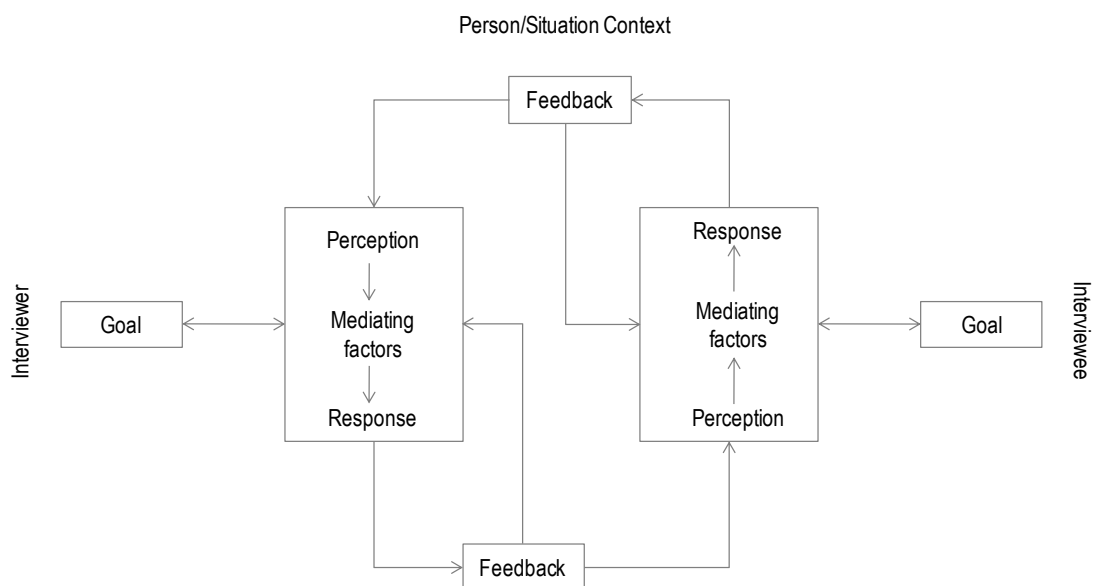 Person/Situation Context
Feedback
Interviewer
Goal
Perception
Mediating
factors
Response
Response
Mediating
factors
Perception
Goal
Interviewee
Feedback